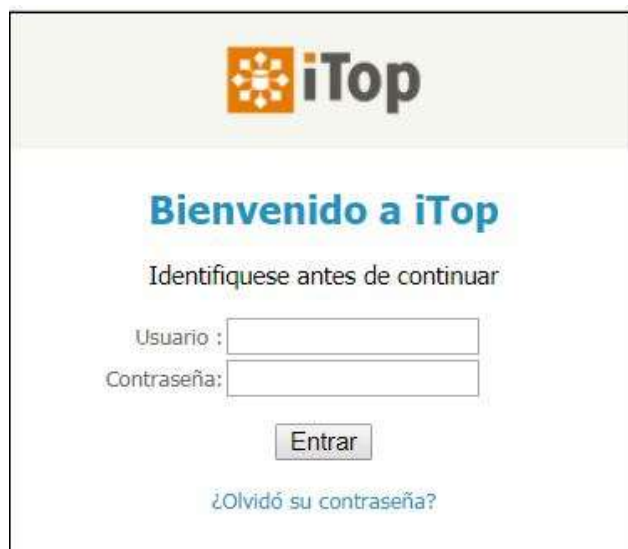 iTop
Bienvenido a iTop
Identifiquese antes de continuar
Usuario :
Contraseña:
Entrar
¿Olvidó su contraseña?